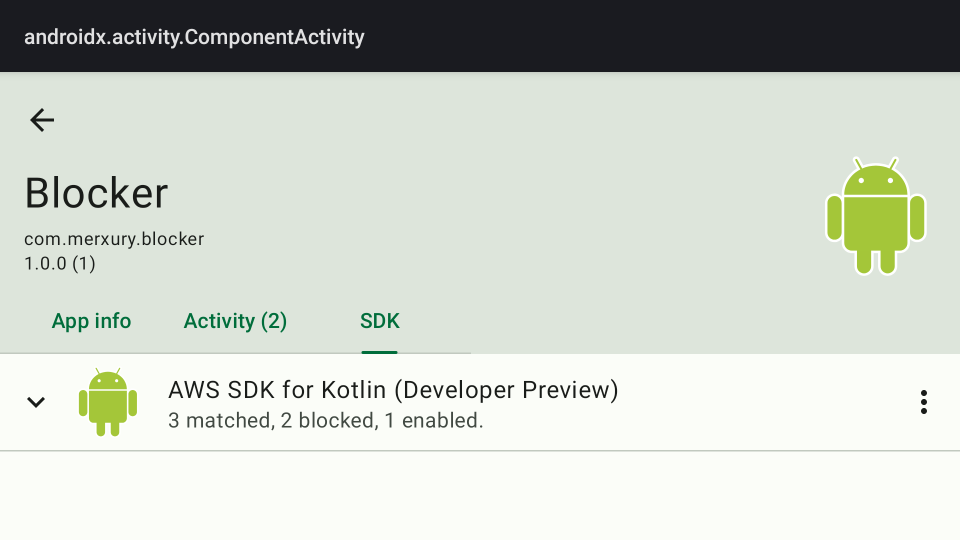 androidx.activity.ComponentActivity
Blocker
com.merxury.blocker
1.0.0 (1)
App info Activity (2) SDK
AWS SDK for Kotlin (Developer Preview)
3 matched, 2 blocked, 1 enabled.